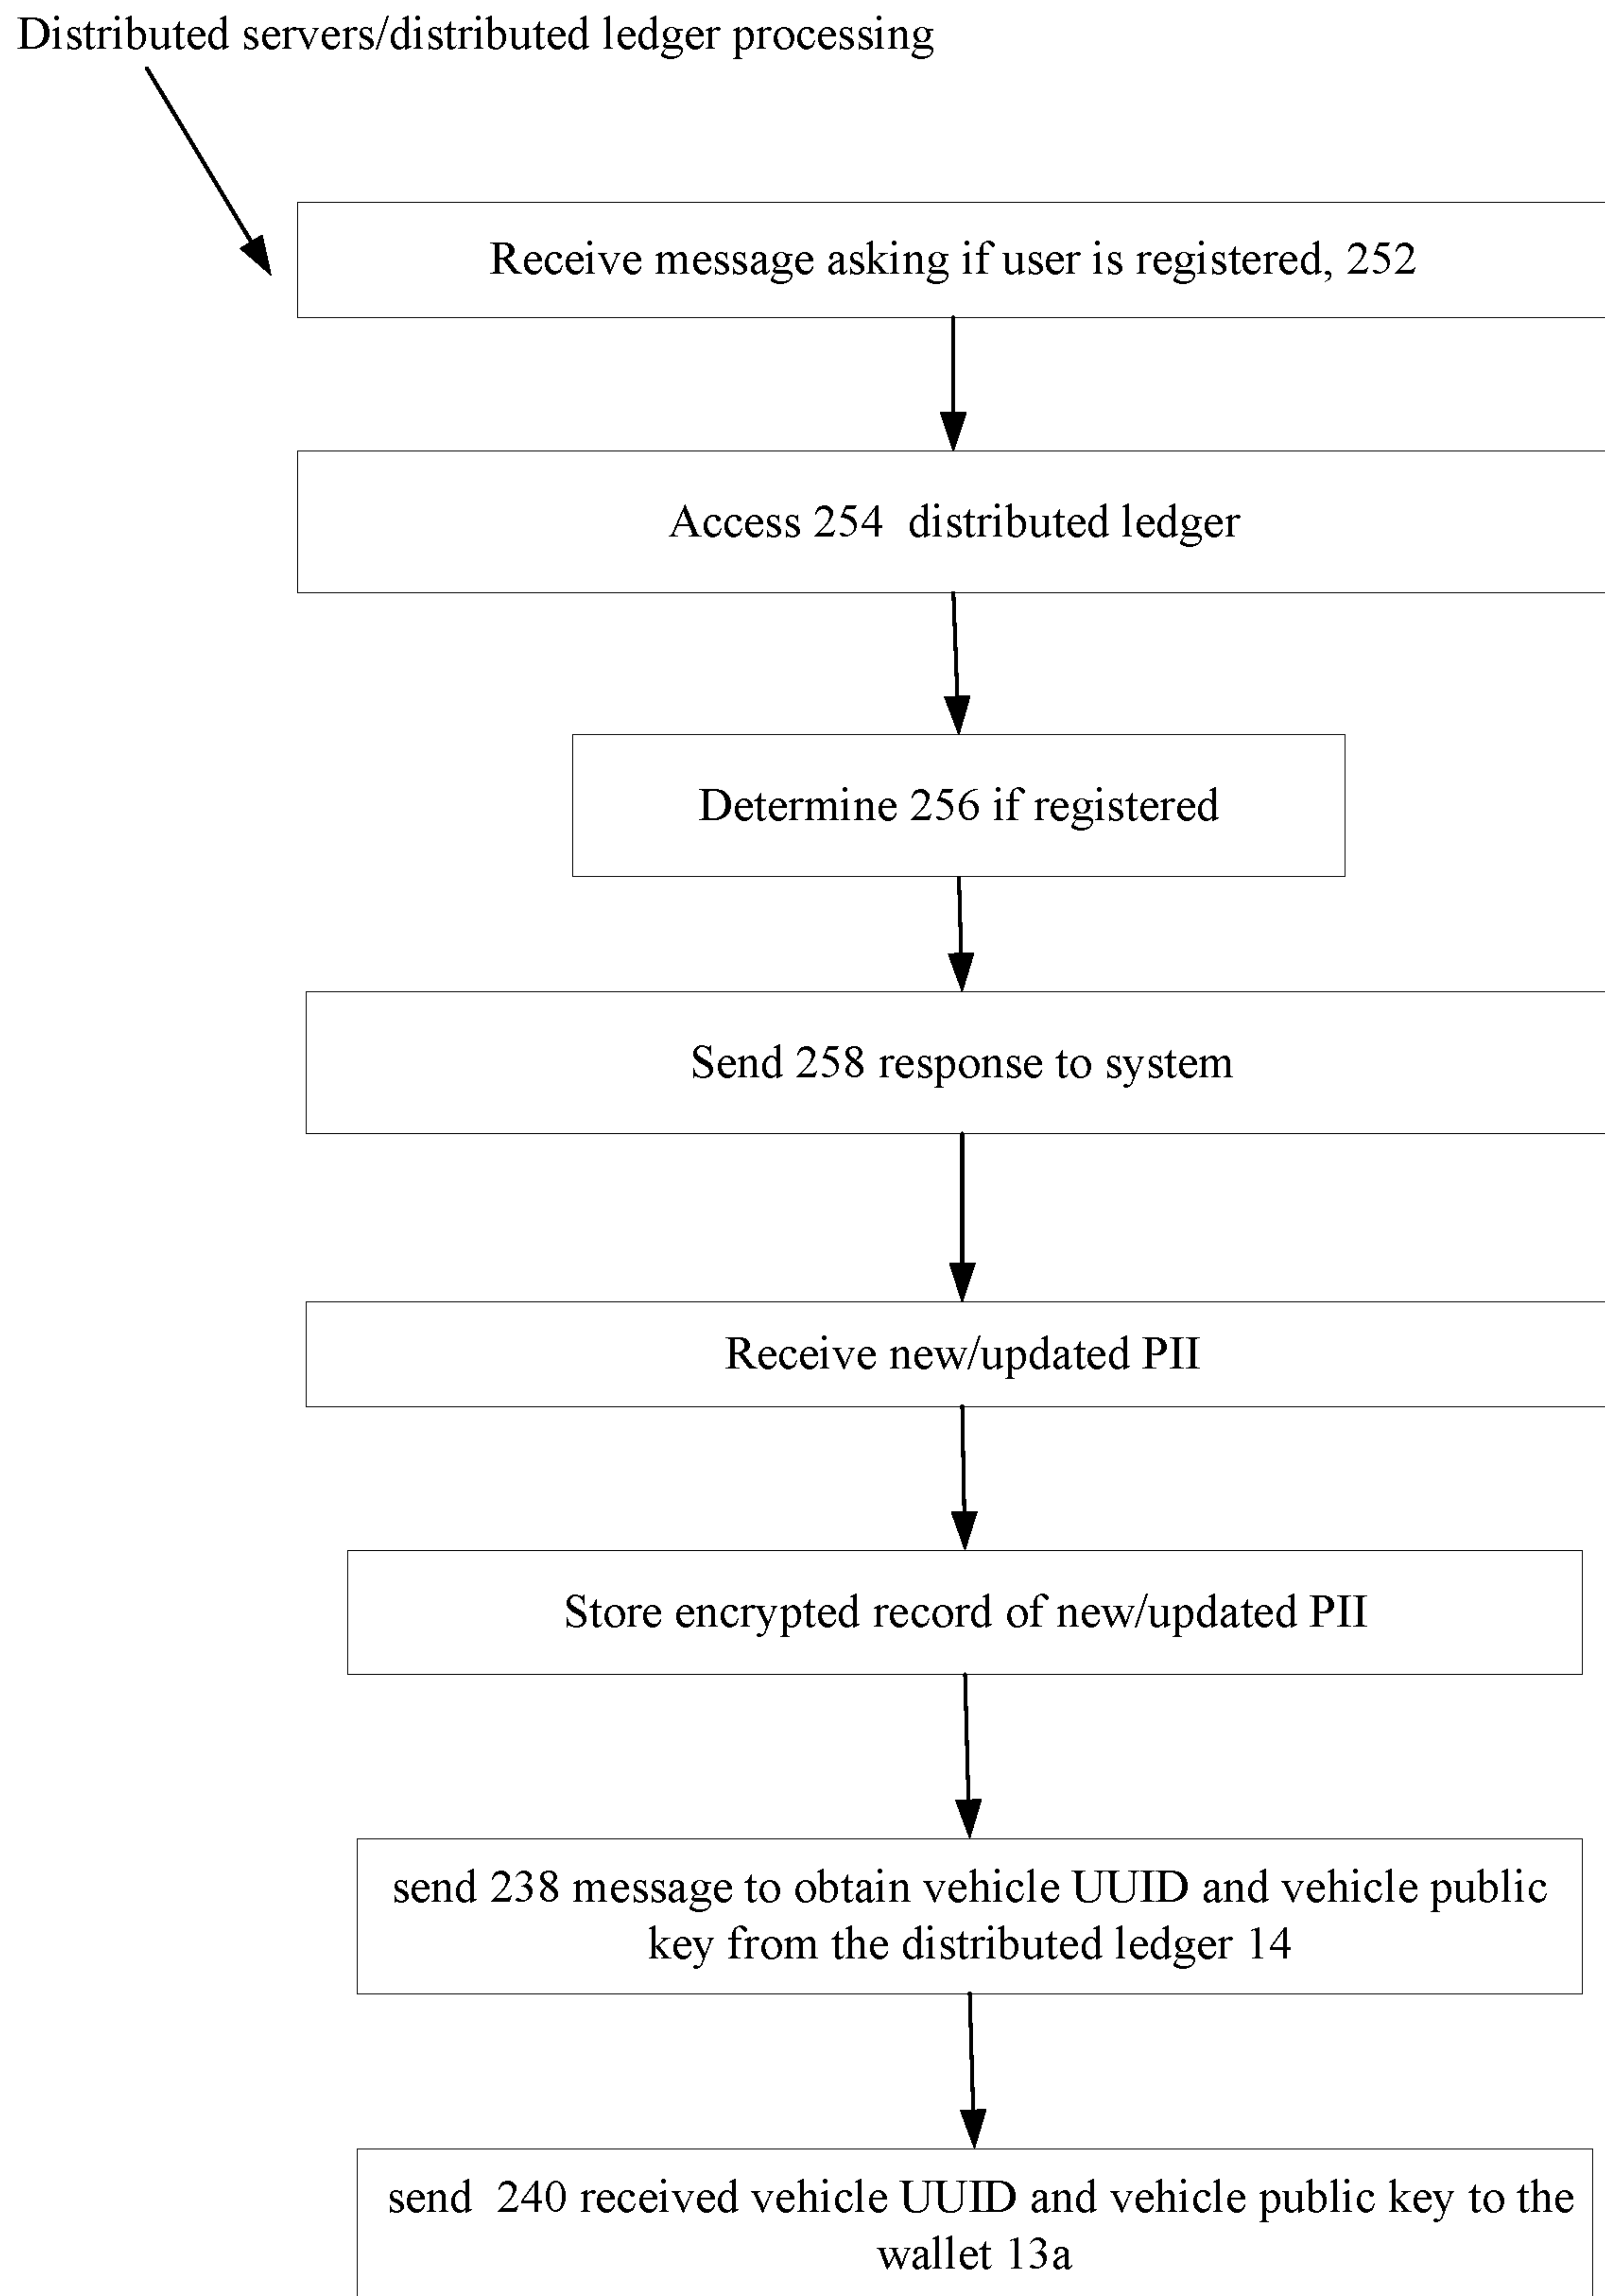 Distributed servers/distributed ledger processing
Receive message asking if user is registered, 252
Access 254 distributed ledger
Determine 256 if registered
Send 258 response to system
Receive new/updated PII
Store encrypted record of new/updated PII
send 238 message to obtain vehicle UUID and vehicle public
key from the distributed ledger 14
send 240 received vehicle UUID and vehicle public key to the
wallet 13a